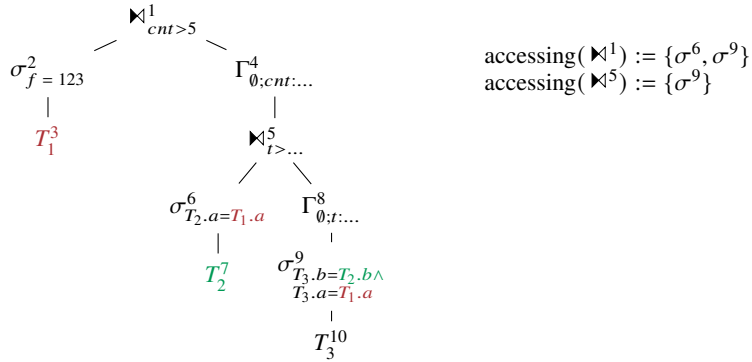 ⧑¹cnt>5
σ²f = 123
Γ⁴∅;cnt:...
accessing(⧑¹) := {σ⁶, σ⁹}
accessing(⧑⁵) := {σ⁹}
T₁³
⧑⁵t>...
σ⁶T₂.a=T₁.a
Γ⁸∅;t:...
T₂⁷
σ⁹T₃.b=T₂.b∧
T₃.a=T₁.a
T₃¹⁰